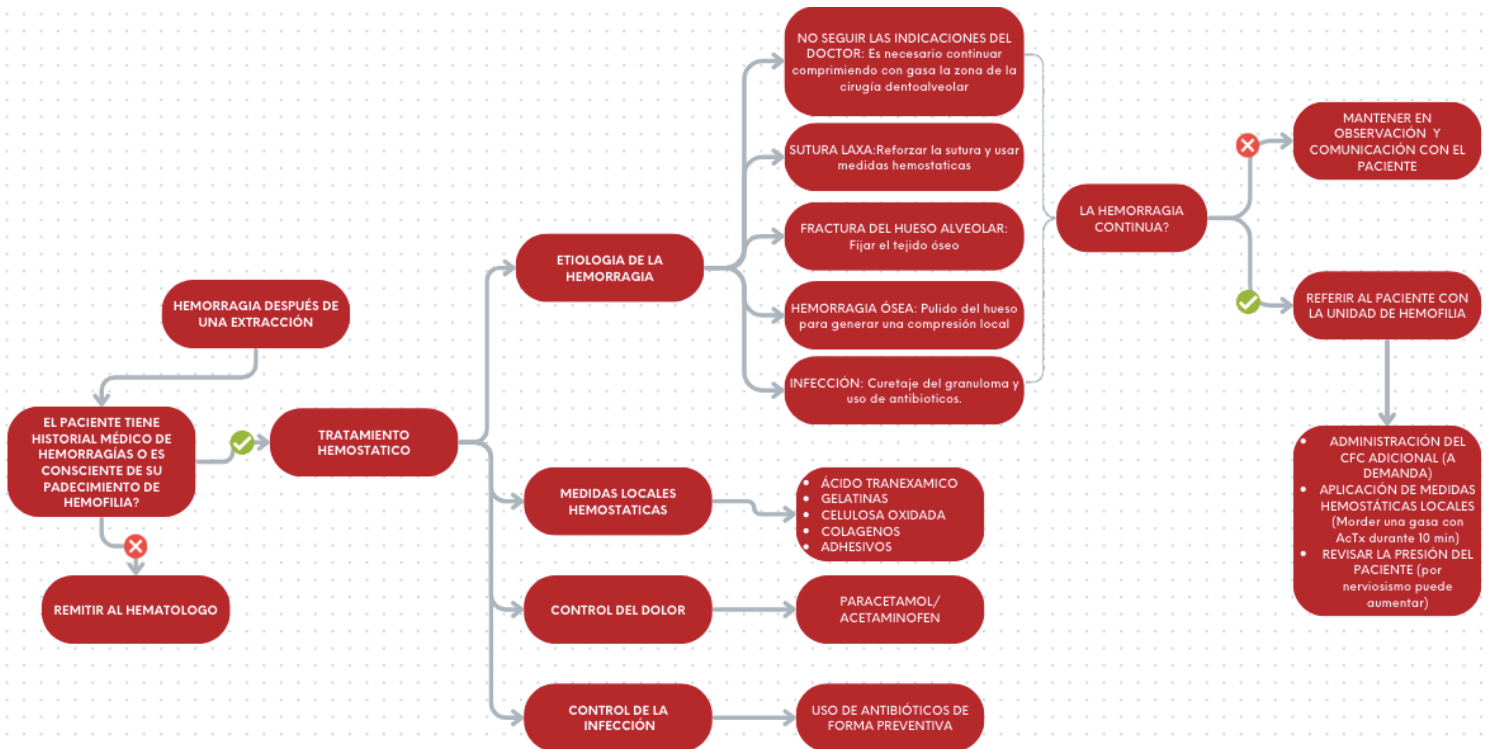 HEMORRAGIA DESPUÉS DE
UNA EXTRACCIÓN
EL PACIENTE TIENE
HISTORIAL MÉDICO DE
HEMORRAGÍAS O ES
CONSCIENTE DE SU
PADECIMIENTO DE
HEMOFILIA?
REMITIR AL HEMATOLOGO
TRATAMIENTO
HEMOSTATICO
ETIOLOGIA DE LA
HEMORRAGIA
NO SEGUIR LAS INDICACIONES DEL
DOCTOR: Es necesario continuar
comprimiendo con gasa la zona de la
cirugía dentoalveolar
SUTURA LAXA:Reforzar la sutura y usar
medidas hemostaticas
FRACTURA DEL HUESO ALVEOLAR:
Fijar el tejido óseo
HEMORRAGIA ÓSEA: Pulido del hueso
para generar una compresión local
INFECCIÓN: Curetaje del granuloma y
uso de antibioticos.
LA HEMORRAGIA
CONTINUA?
MANTENER EN
OBSERVACIÓN Y
COMUNICACIÓN CON EL
PACIENTE
REFERIR AL PACIENTE CON
LA UNIDAD DE HEMOFILIA
• ADMINISTRACIÓN DEL
CFC ADICIONAL (A
DEMANDA)
• APLICACIÓN DE MEDIDAS
HEMOSTÁTICAS LOCALES
(Morder una gasa con
AcTx durante 10 min)
• REVISAR LA PRESIÓN DEL
PACIENTE (por
nerviosismo puede
aumentar)
MEDIDAS LOCALES
HEMOSTATICAS
• ÁCIDO TRANEXAMICO
• GELATINAS
• CELULOSA OXIDADA
• COLAGENOS
• ADHESIVOS
CONTROL DEL DOLOR
PARACETAMOL/
ACETAMINOFEN
CONTROL DE LA
INFECCIÓN
USO DE ANTIBIÓTICOS DE
FORMA PREVENTIVA